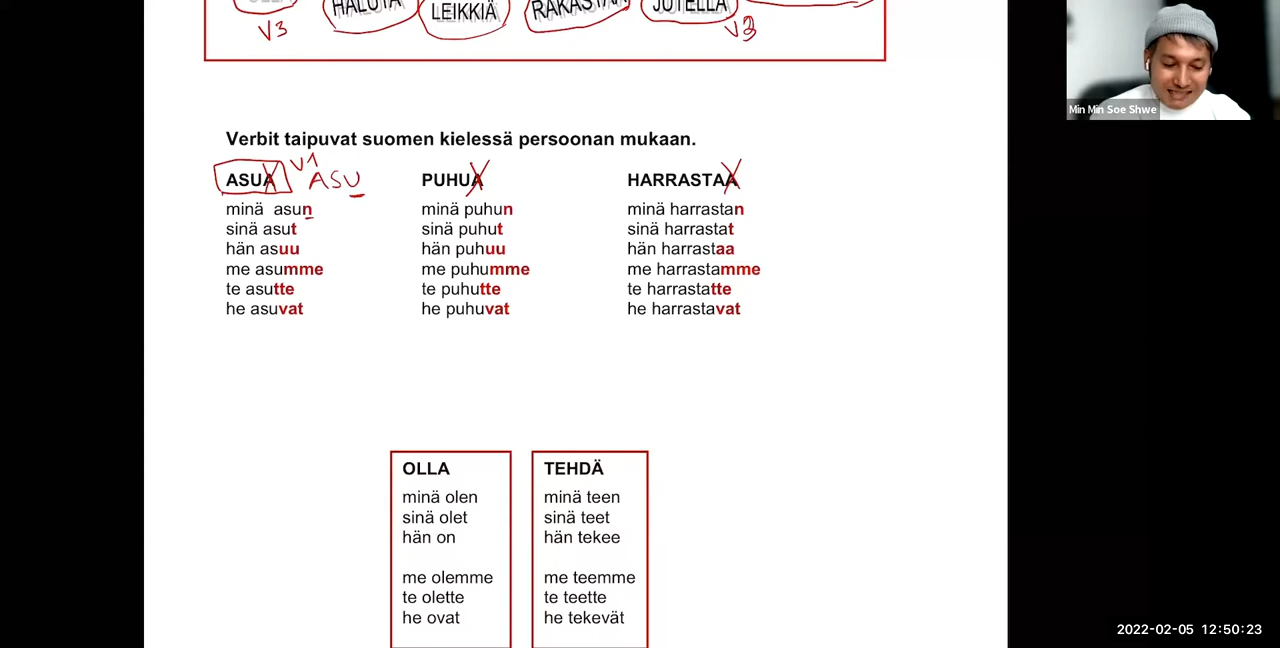 HALUTA
LEIKKIÄ
RAKASTAA
JUTELLA
V3
V3
Min Min Soe Shwe
Verbit taipuvat suomen kielessä persoonan mukaan.
V1
ASUA ASU PUHUA HARRASTAA
minä asun minä puhun minä harrastan
sinä asut sinä puhut sinä harrastat
hän asuu hän puhuu hän harrastaa
me asumme me puhumme me harrastamme
te asutte te puhutte te harrastatte
he asuvat he puhuvat he harrastavat
OLLA TEHDÄ
minä olen minä teen
sinä olet sinä teet
hän on hän tekee
me olemme me teemme
te olette te teette
he ovat he tekevät
2022-02-05 12:50:23